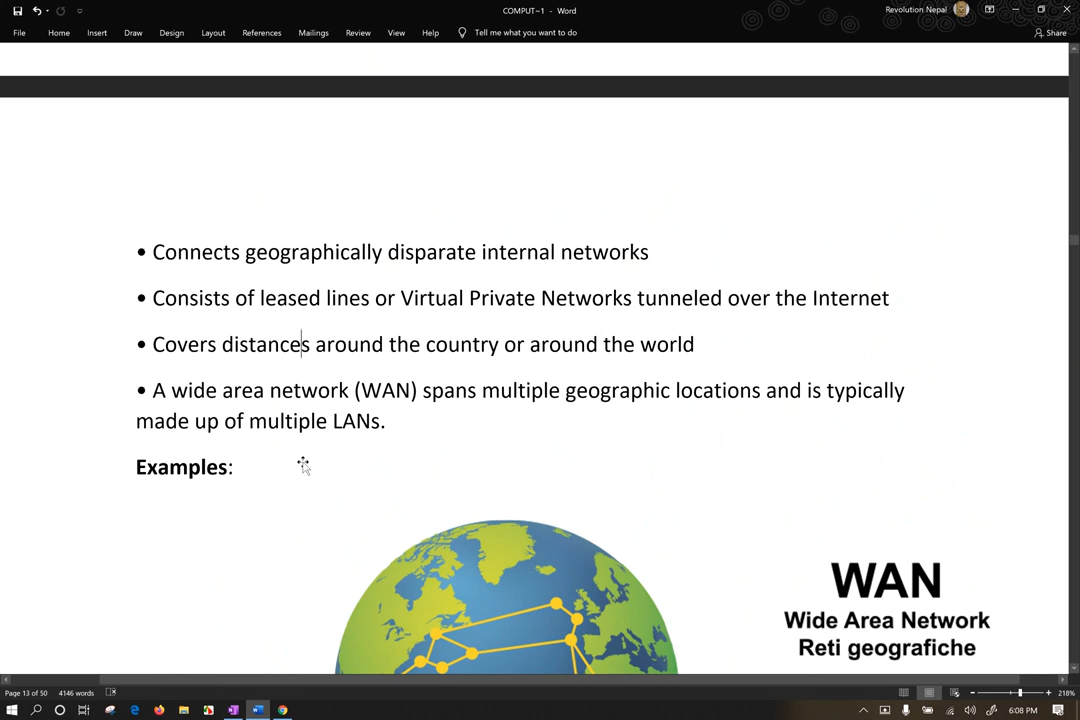 COMPUT~1 - Word
Revolution Nepal
File Home Insert Draw Design Layout References Mailings Review View Help Tell me what you want to do Share
• Connects geographically disparate internal networks
• Consists of leased lines or Virtual Private Networks tunneled over the Internet
• Covers distances around the country or around the world
• A wide area network (WAN) spans multiple geographic locations and is typically
made up of multiple LANs.
Examples:
WAN
Wide Area Network
Reti geografiche
Page 13 of 50 4146 words 218%
6:08 PM